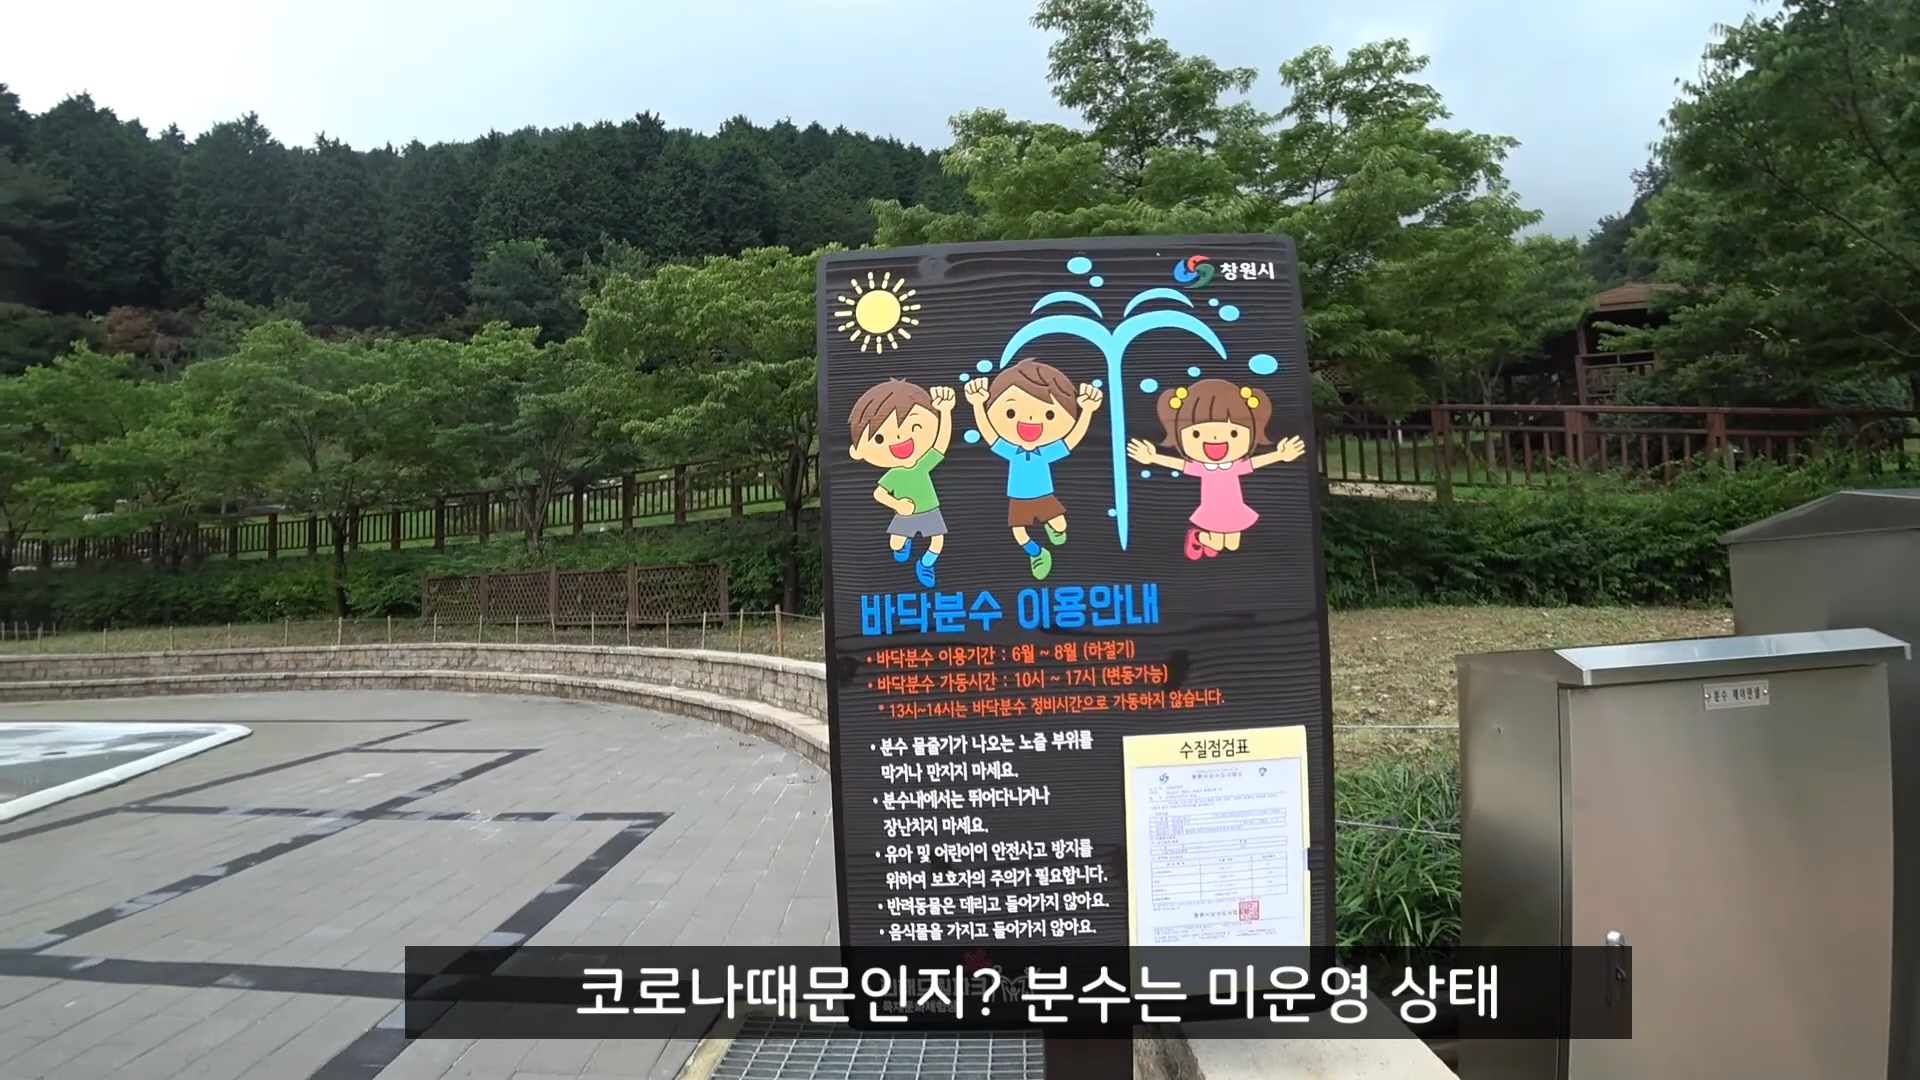 창원시
바닥분수 이용안내
• 바닥분수 이용기간 : 6월 ~ 8월 (하절기)
• 바닥분수 가동시간 : 10시 ~ 17시 (변동가능)
* 13시~14시는 바닥분수 정비시간으로 가동하지 않습니다.
• 분수 물줄기가 나오는 노즐 부위를
막거나 만지지 마세요.
• 분수내에서는 뛰어다니거나
장난치지 마세요.
• 유아 및 어린이이 안전사고 방지를
위하여 보호자의 주의가 필요합니다.
• 반려동물은 데리고 들어가지 않아요.
• 음식물을 가지고 들어가지 않아요.
수질점검표
분수 제어판넬
코로나때문인지? 분수는 미운영 상태